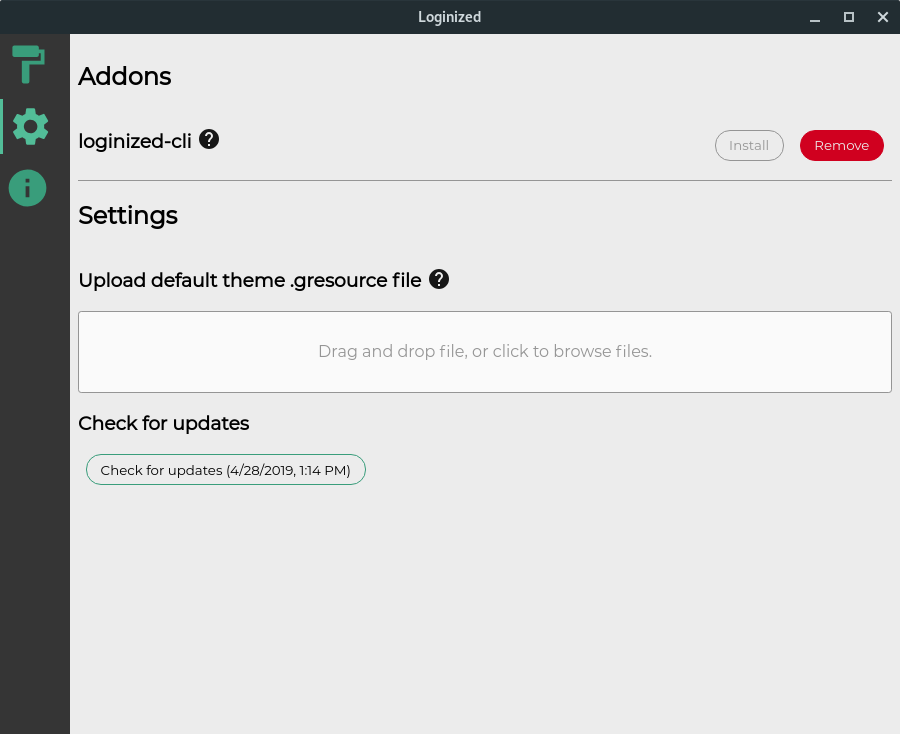 Loginized
Addons
loginized-cli
Install
Remove
Settings
Upload default theme .gresource file
Drag and drop file, or click to browse files.
Check for updates
Check for updates (4/28/2019, 1:14 PM)